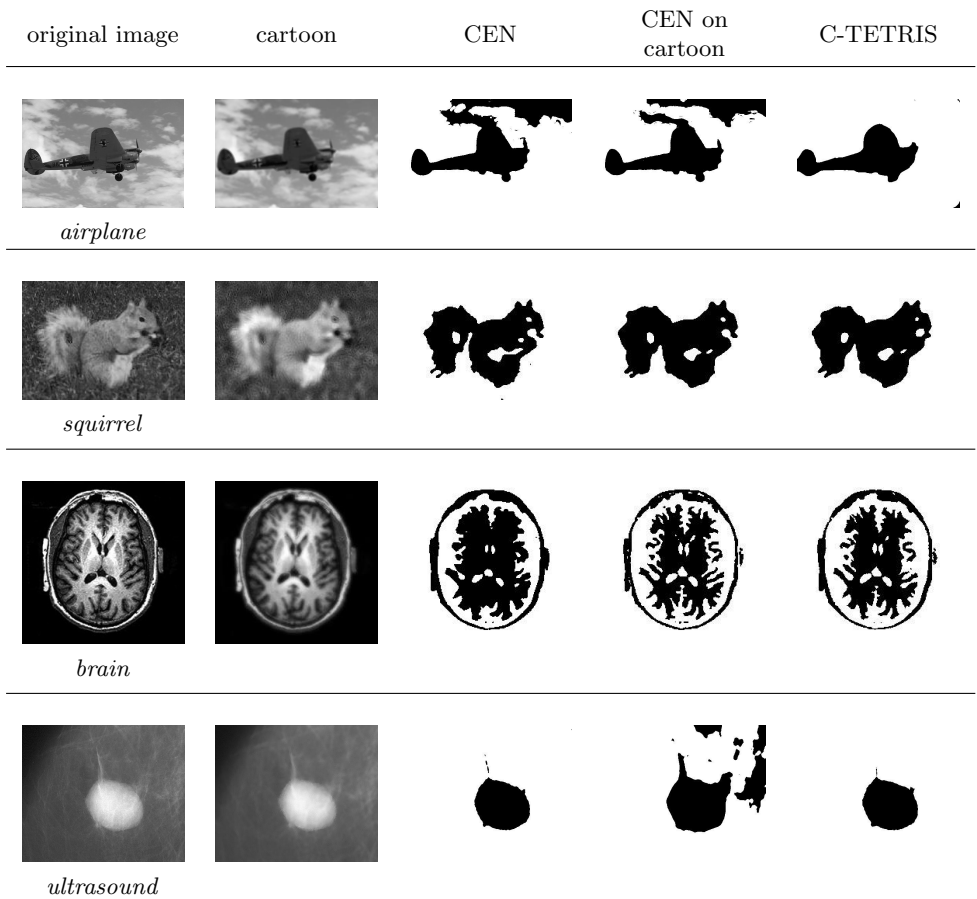 original image
cartoon
CEN
CEN on
cartoon
C-TETRIS
airplane
squirrel
brain
ultrasound